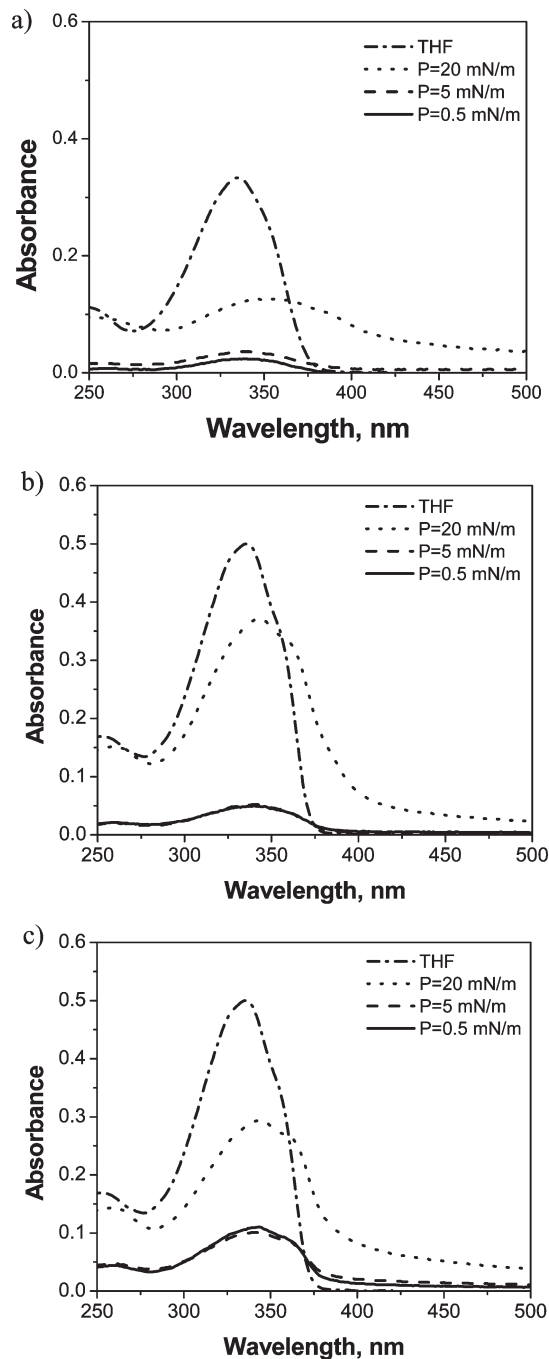 a)
0.6
0.4
0.2
0.0
Absorbance
THF
P=20 mN/m
P=5 mN/m
P=0.5 mN/m
250 300 350 400 450 500
Wavelength, nm
b)
0.6
0.5
0.4
0.3
0.2
0.1
0.0
Absorbance
THF
P=20 mN/m
P=5 mN/m
P=0.5 mN/m
250 300 350 400 450 500
Wavelength, nm
c)
0.6
0.5
0.4
0.3
0.2
0.1
0.0
Absorbance
THF
P=20 mN/m
P=5 mN/m
P=0.5 mN/m
250 300 350 400 450 500
Wavelength, nm